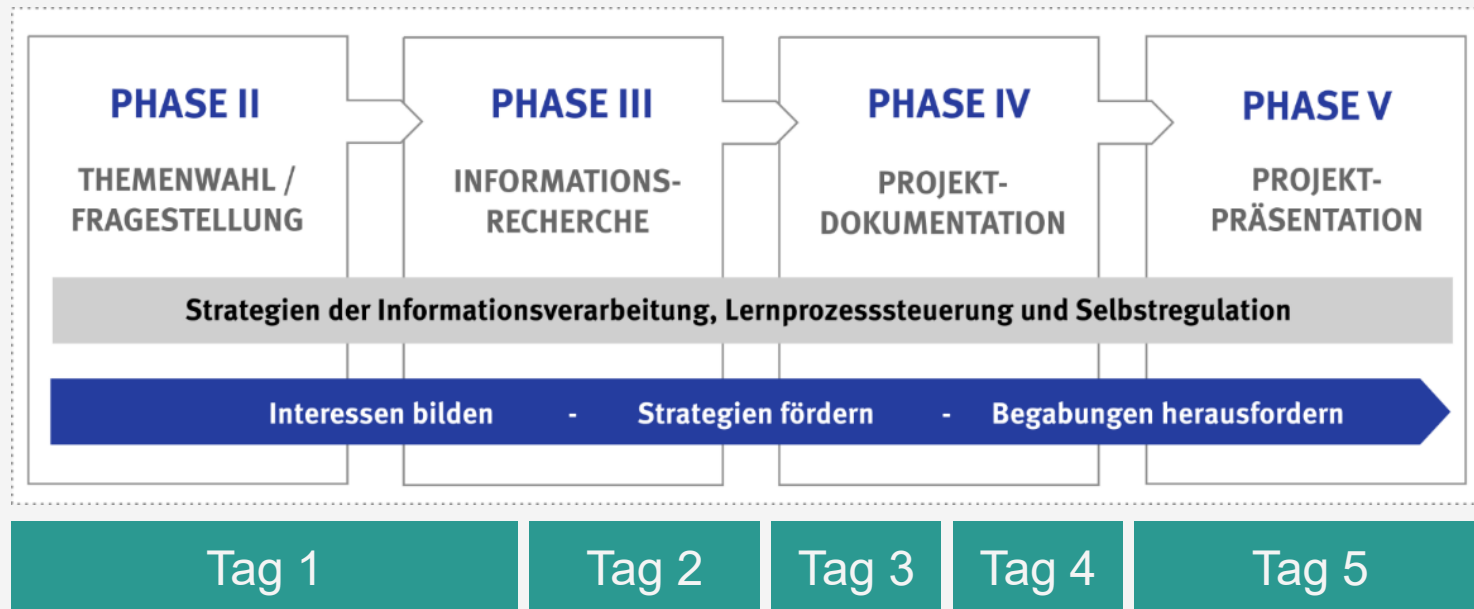 PHASE II
THEMENWAHL /
FRAGESTELLUNG
PHASE III
INFORMATIONS-
RECHERCHE
PHASE IV
PROJEKT-
DOKUMENTATION
PHASE V
PROJEKT-
PRÄSENTATION
Strategien der Informationsverarbeitung, Lernprozesssteuerung und Selbstregulation
Interessen bilden - Strategien fördern - Begabungen herausfordern
Tag 1
Tag 2
Tag 3
Tag 4
Tag 5